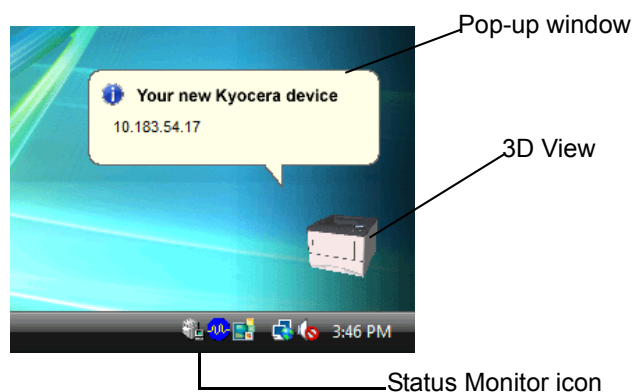 Pop-up window
Your new Kyocera device
10.183.54.17
3D View
3:46 PM
Status Monitor icon